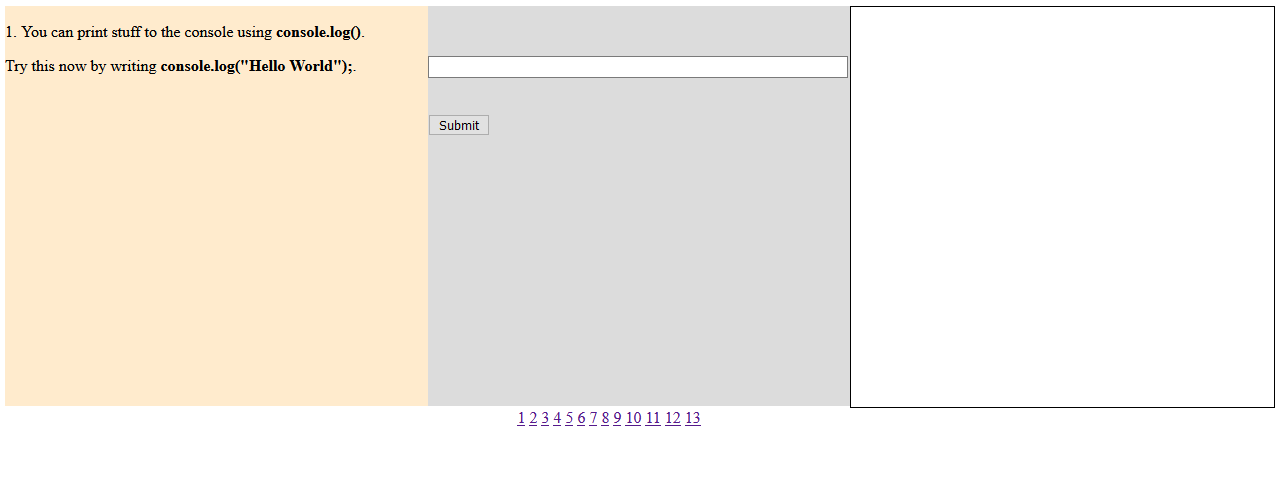 1. You can print stuff to the console using console.log().
Try this now by writing console.log("Hello World");.
Submit
1 2 3 4 5 6 7 8 9 10 11 12 13